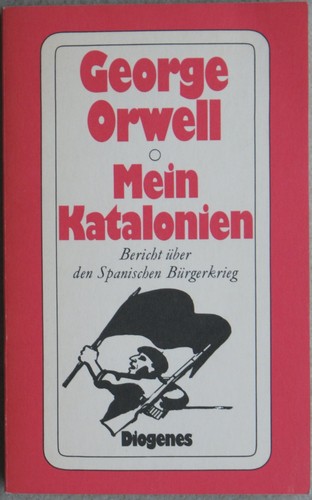 George
Orwell
Mein
Katalonien
Bericht über
den Spanischen Bürgerkrieg
Diogenes